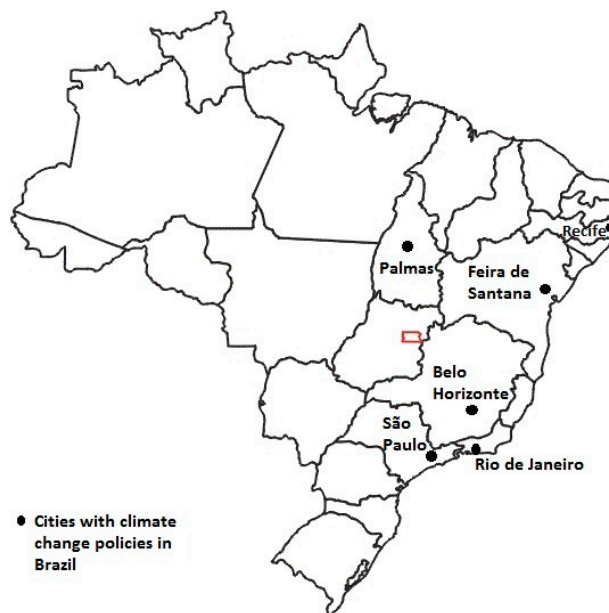 Recife
Palmas
Feira de
Santana
Belo
Horizonte
São
Paulo
Rio de Janeiro
Cities with climate
change policies in
Brazil